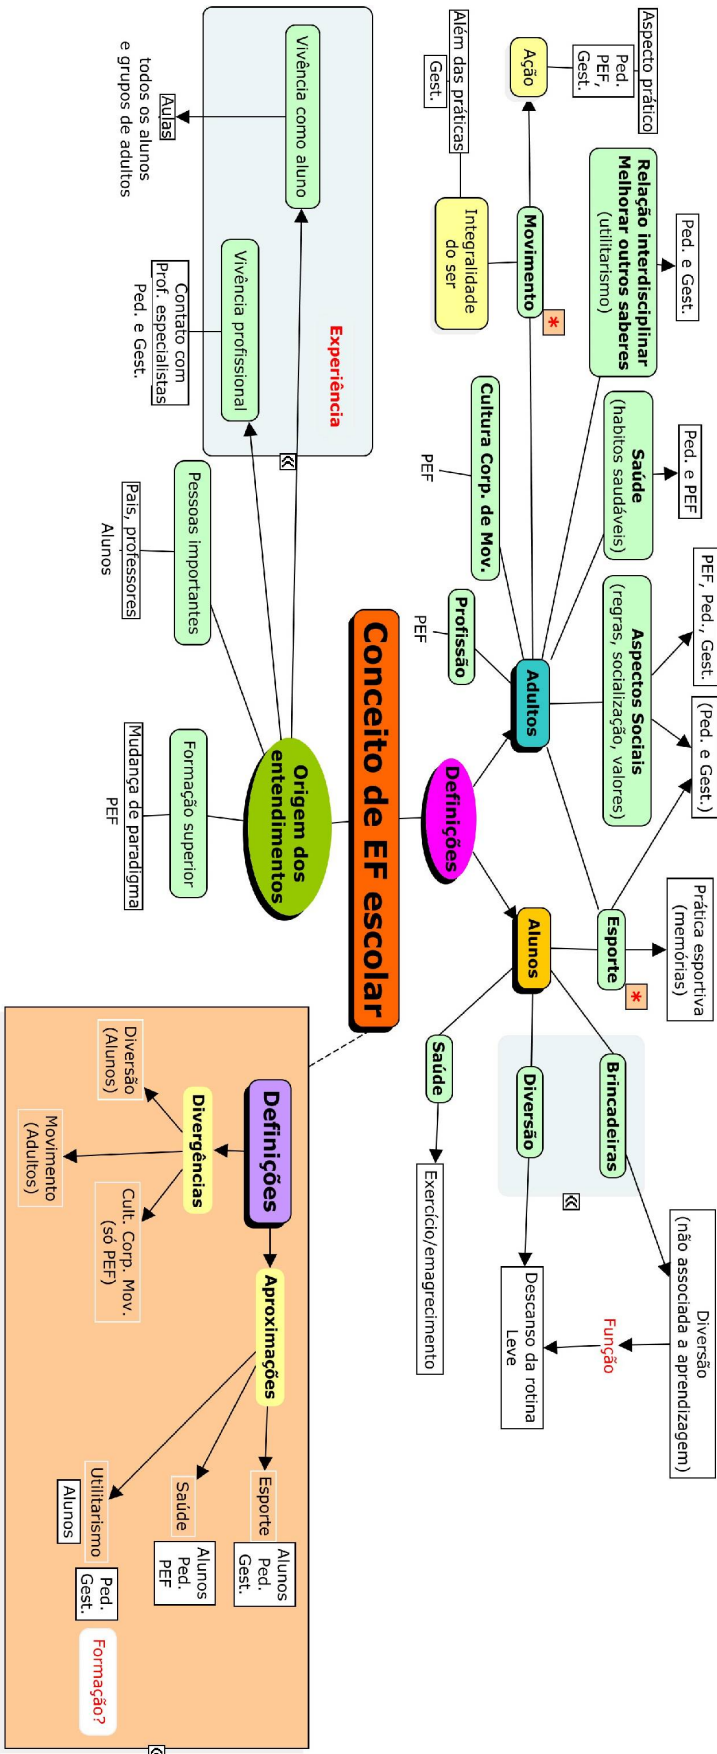 Aspecto prático
Ped.
PEF,
Gest.
Ação
Além das práticas
Gest.
Relação interdisciplinar
Melhorar outros saberes
(utilitarismo)
Ped. e Gest.
Movimento
*
Integralidade
do ser
Saúde
(habitos saudáveis)
Ped. e PEF
Cultura Corp. de Mov.
PEF
Profissão
PEF
Aspectos Sociais
(regras, socialização, valores)
PEF, Ped., Gest.
(Ped. e Gest.)
Adultos
Definições
Alunos
Esporte
*
Prática esportiva
(memórias)
Brincadeiras
Diversão
Saúde
Diversão
(não associada a aprendizagem)
Função
Descanso da rotina
Leve
Exercício/emagrecimento
Conceito de EF escolar
Origem dos
entendimentos
Experiência
Vivência como aluno
Aulas
todos os alunos
e grupos de adultos
Vivência profissional
Contato com
Prof. especialistas
Ped. e Gest.
Pessoas importantes
Pais, professores
Alunos
Formação superior
Mudança de paradigma
PEF
Definições
Divergências
Diversão
(Alunos)
Movimento
(Adultos)
Cult. Corp. Mov.
(só PEF)
Aproximações
Esporte
Alunos
Ped.
Gest.
Saúde
Alunos
Ped.
PEF
Utilitarismo
Alunos
Ped.
Gest.
Formação?